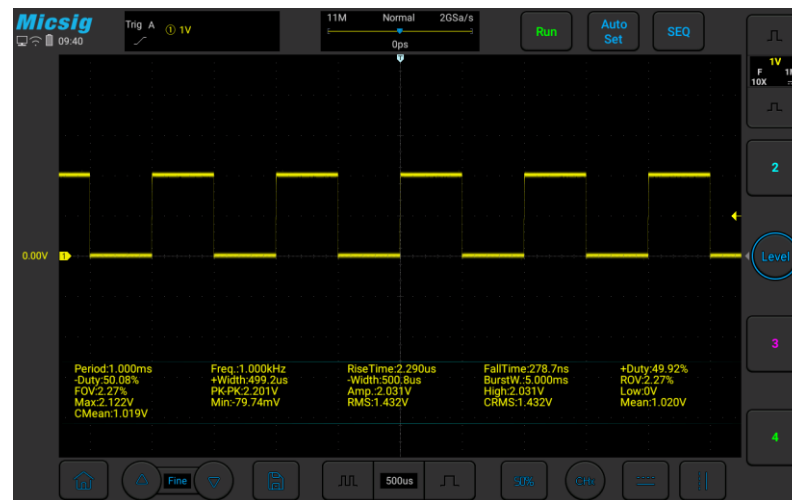 Micsig
09:40
Trig A ① 1V
11M Normal 2GSa/s
0ps
Run
Auto
Set
SEQ
T
1V
F 1M
10X
2
0.00V 1
Level
3
Period:1.000ms Freq.:1.000kHz RiseTime:2.290us FallTime:278.7ns +Duty:49.92%
-Duty:50.08% +Width:499.2us -Width:500.8us BurstW.:5.000ms ROV:2.27%
FOV:2.27% PK-PK:2.201V Amp.:2.031V High:2.031V Low:0V
Max:2.122V Min:-79.74mV RMS:1.432V CRMS:1.432V Mean:1.020V
CMean:1.019V
4
Fine
500us
50%
CH1